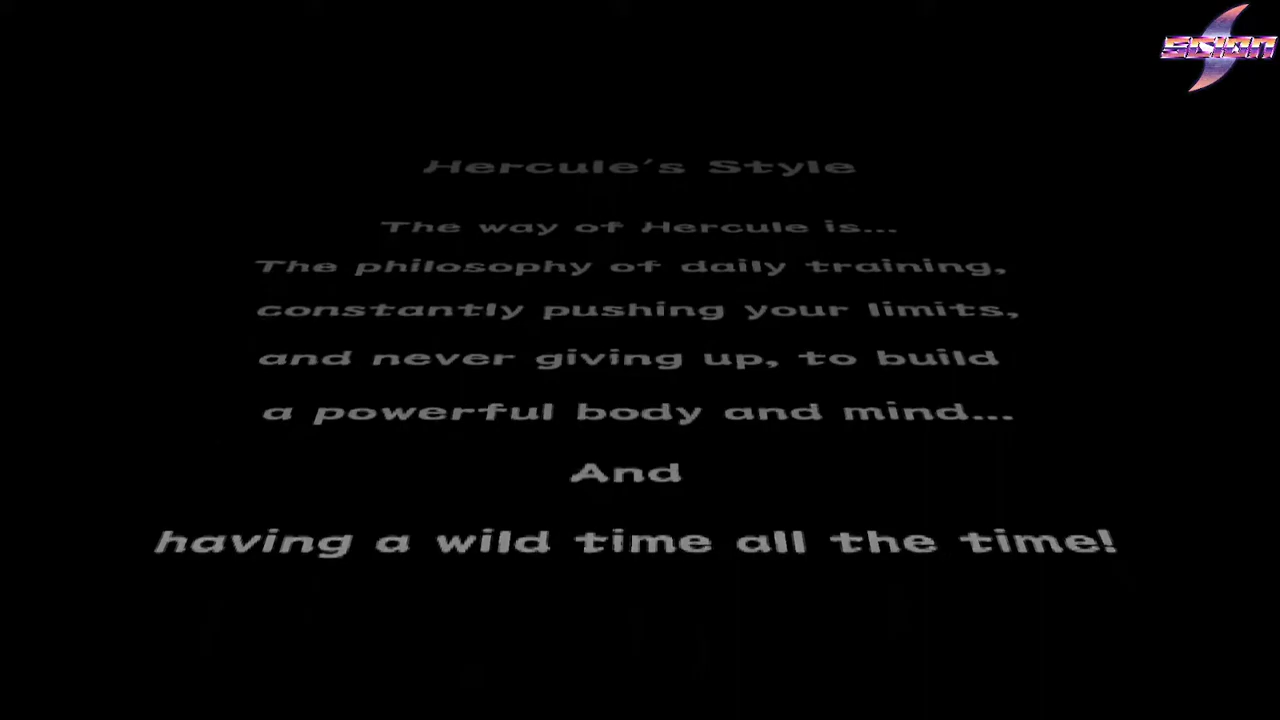 SCION
Hercule's Style
The way of Hercule is...
The philosophy of daily training,
constantly pushing your limits,
and never giving up, to build
a powerful body and mind...
And
having a wild time all the time!